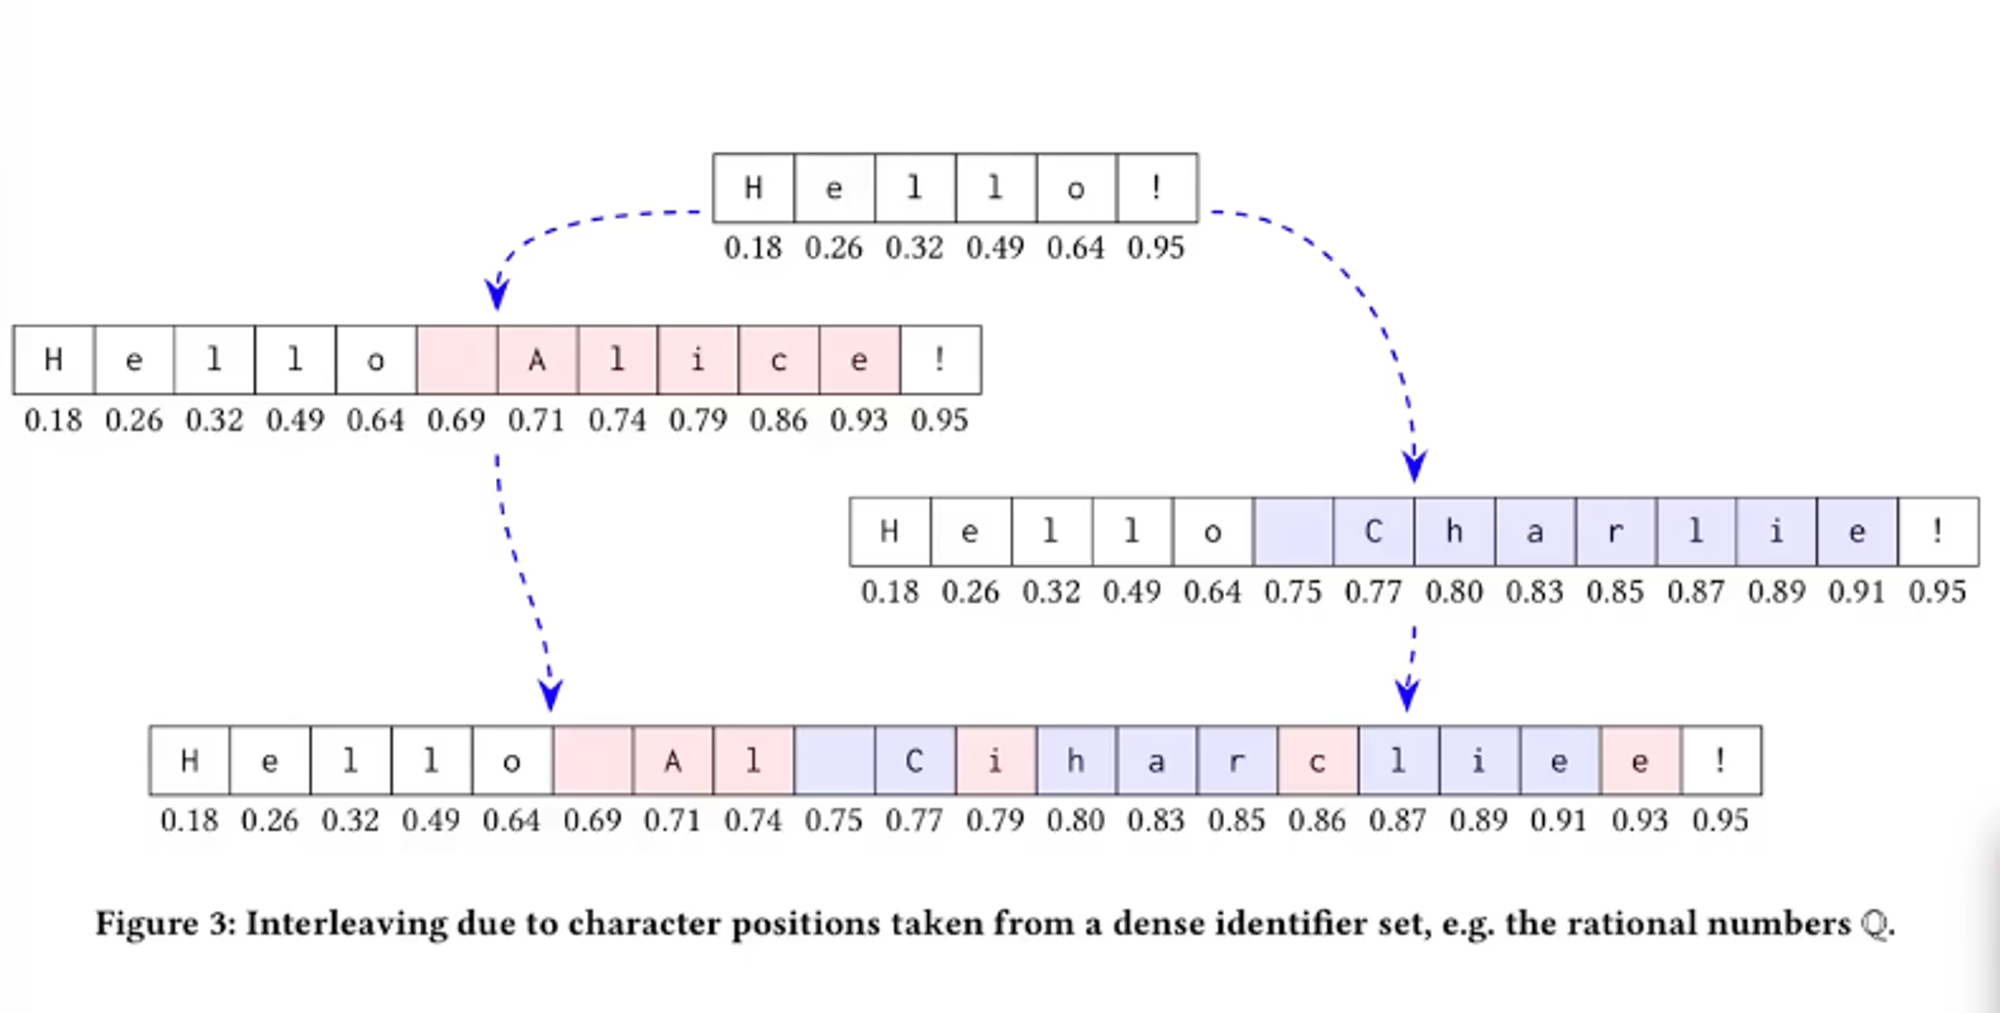 H e l l o !
0.18 0.26 0.32 0.49 0.64 0.95
H e l l o A l i c e !
0.18 0.26 0.32 0.49 0.64 0.69 0.71 0.74 0.79 0.86 0.93 0.95
H e l l o C h a r l i e !
0.18 0.26 0.32 0.49 0.64 0.75 0.77 0.80 0.83 0.85 0.87 0.89 0.91 0.95
H e l l o A l C i h a r c l i e e !
0.18 0.26 0.32 0.49 0.64 0.69 0.71 0.74 0.75 0.77 0.79 0.80 0.83 0.85 0.86 0.87 0.89 0.91 0.93 0.95
Figure 3: Interleaving due to character positions taken from a dense identifier set, e.g. the rational numbers ℚ.